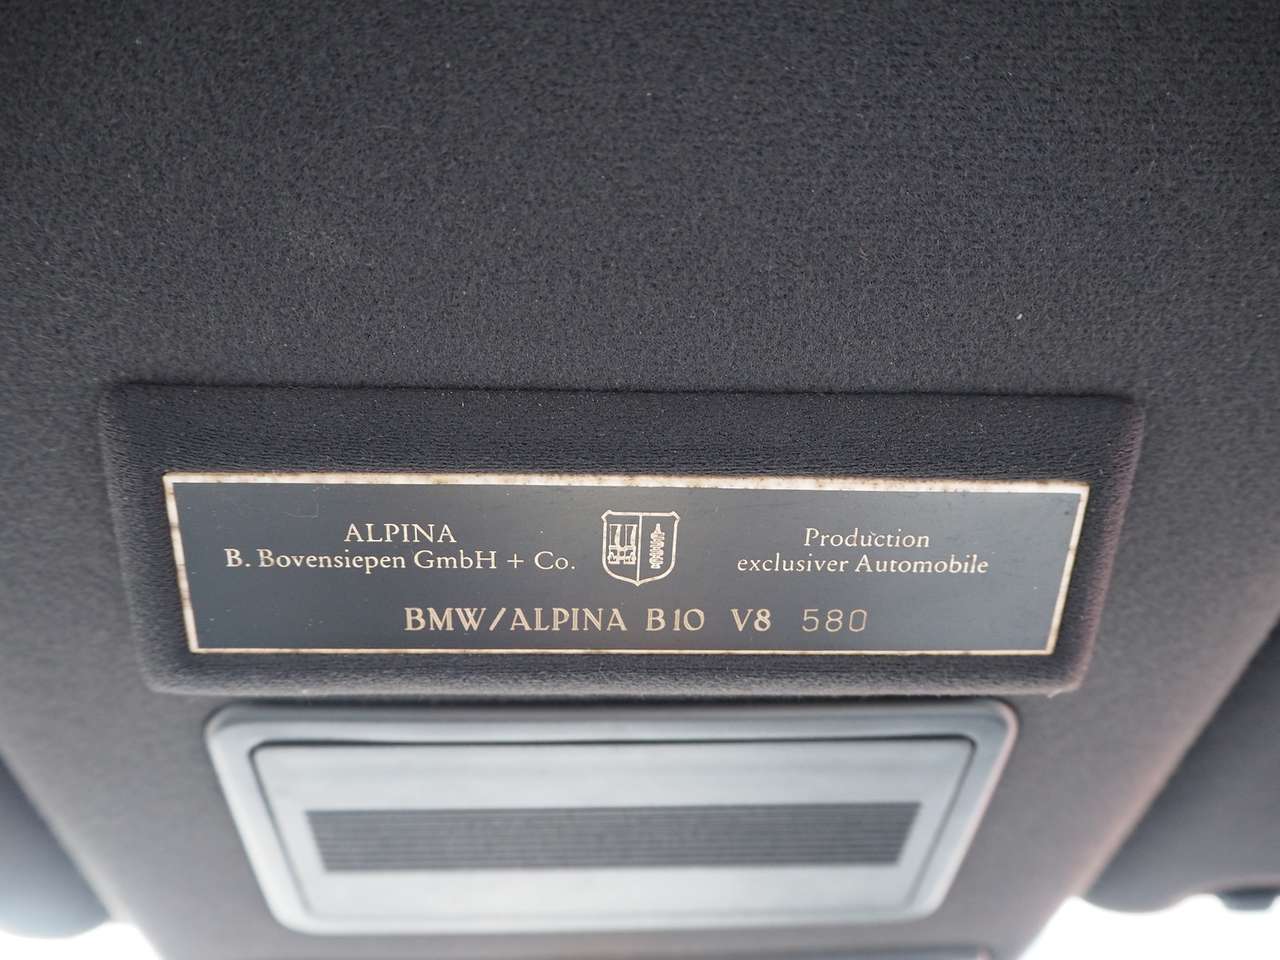 ALPINA
B. Bovensiepen GmbH + Co.
Production
exclusiver Automobile
BMW/ALPINA B10 V8 580